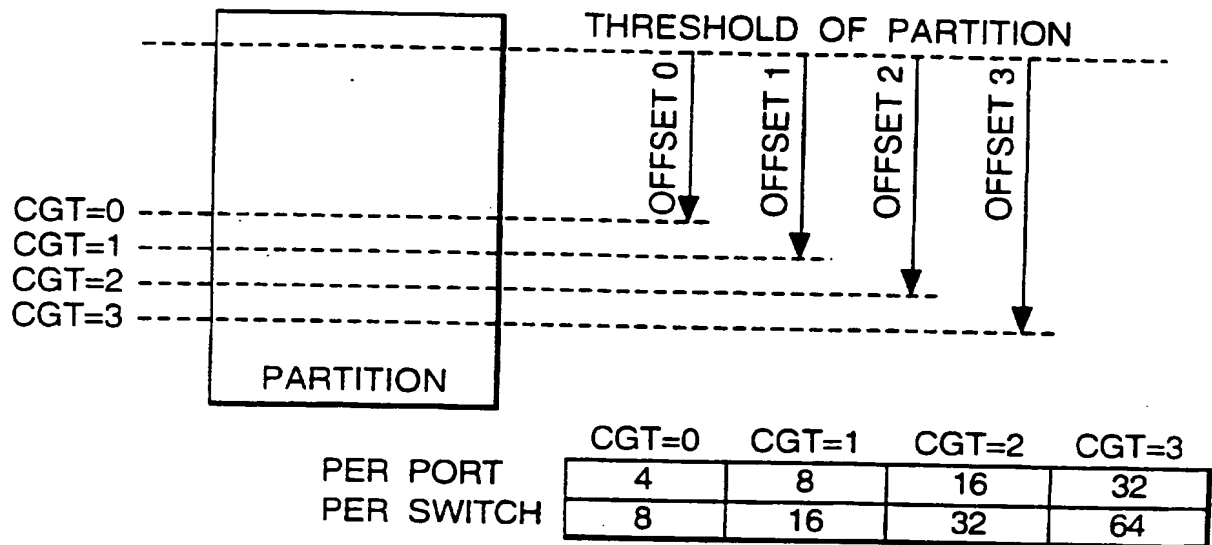 THRESHOLD OF PARTITION
OFFSET 0
OFFSET 1
OFFSET 2
OFFSET 3
CGT=0
CGT=1
CGT=2
CGT=3
PARTITION
CGT=0 CGT=1 CGT=2 CGT=3
PER PORT 4 8 16 32
PER SWITCH 8 16 32 64